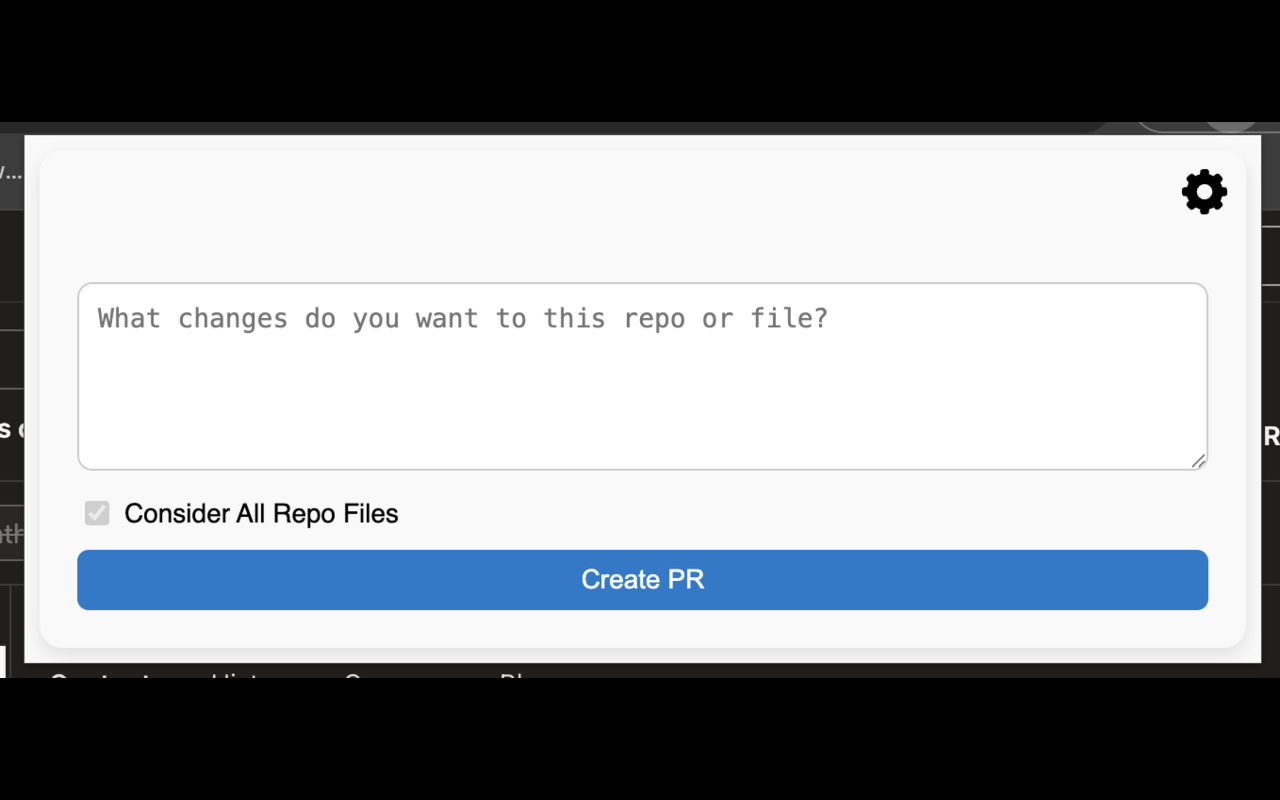 What changes do you want to this repo or file?
Consider All Repo Files
Create PR
R